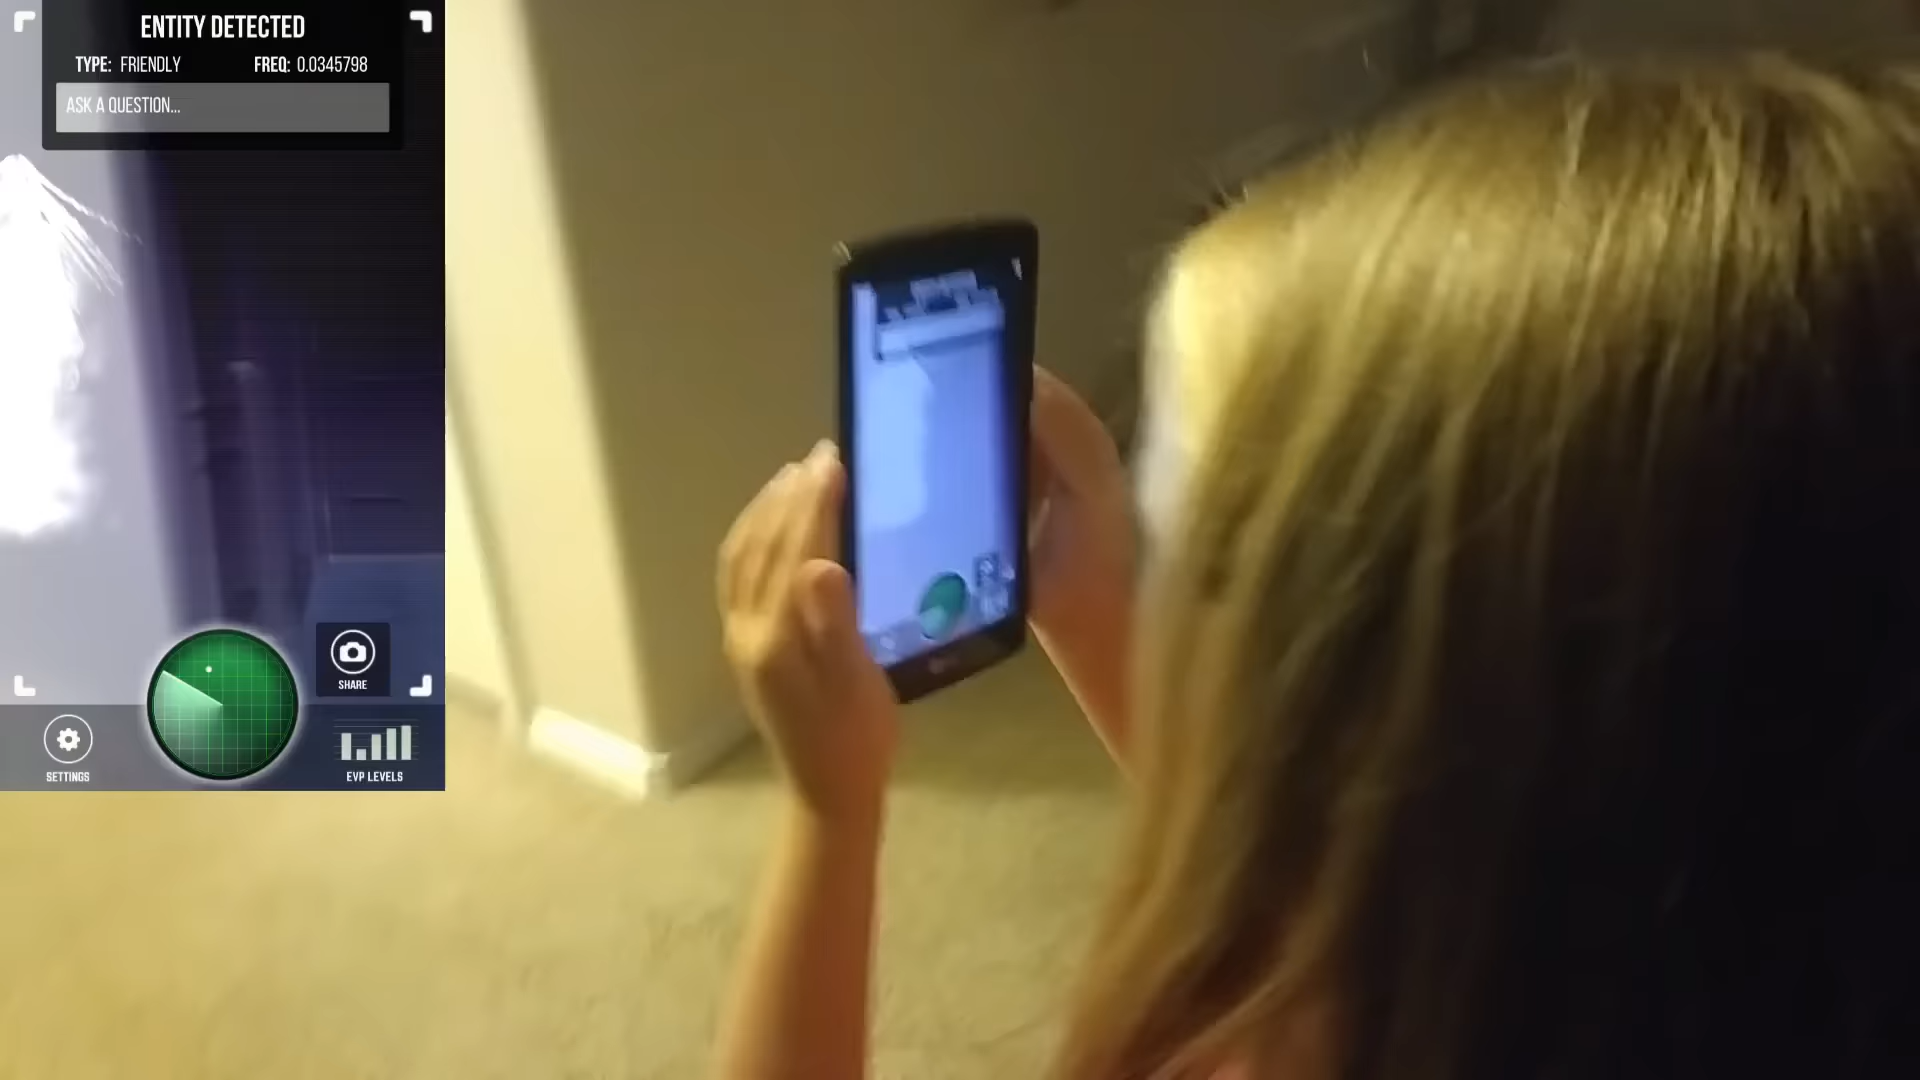 ENTITY DETECTED
TYPE: FRIENDLY FREQ: 0.0345798
ASK A QUESTION...
SHARE
SETTINGS
EVP LEVELS